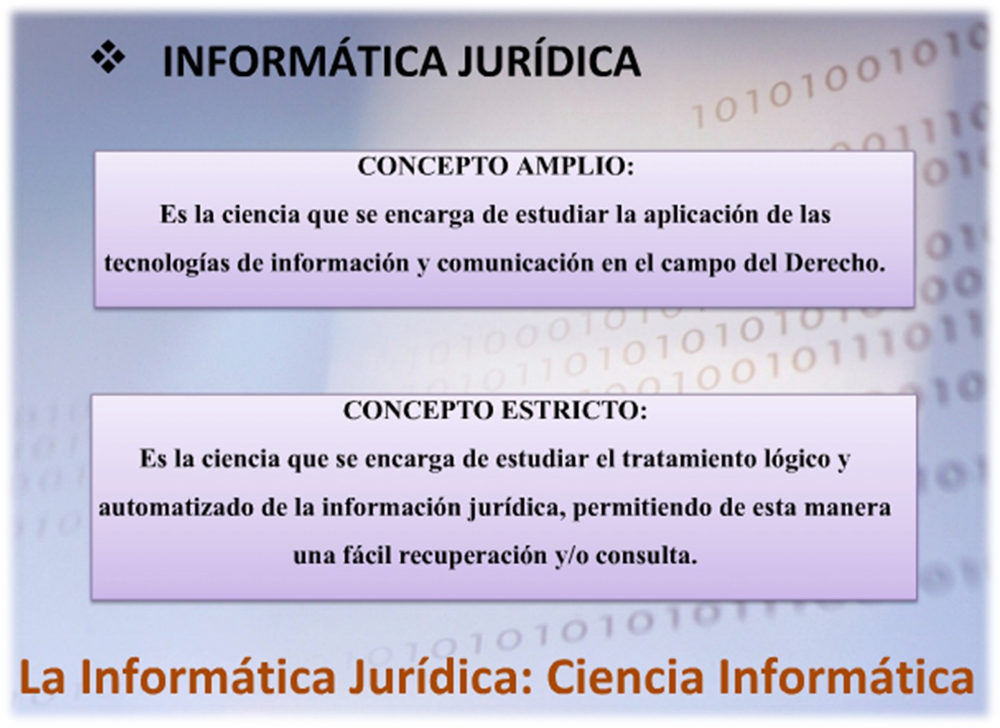 ❖ INFORMÁTICA JURÍDICA
CONCEPTO AMPLIO:
Es la ciencia que se encarga de estudiar la aplicación de las
tecnologías de información y comunicación en el campo del Derecho.
CONCEPTO ESTRICTO:
Es la ciencia que se encarga de estudiar el tratamiento lógico y
automatizado de la información jurídica, permitiendo de esta manera
una fácil recuperación y/o consulta.
La Informática Jurídica: Ciencia Informática